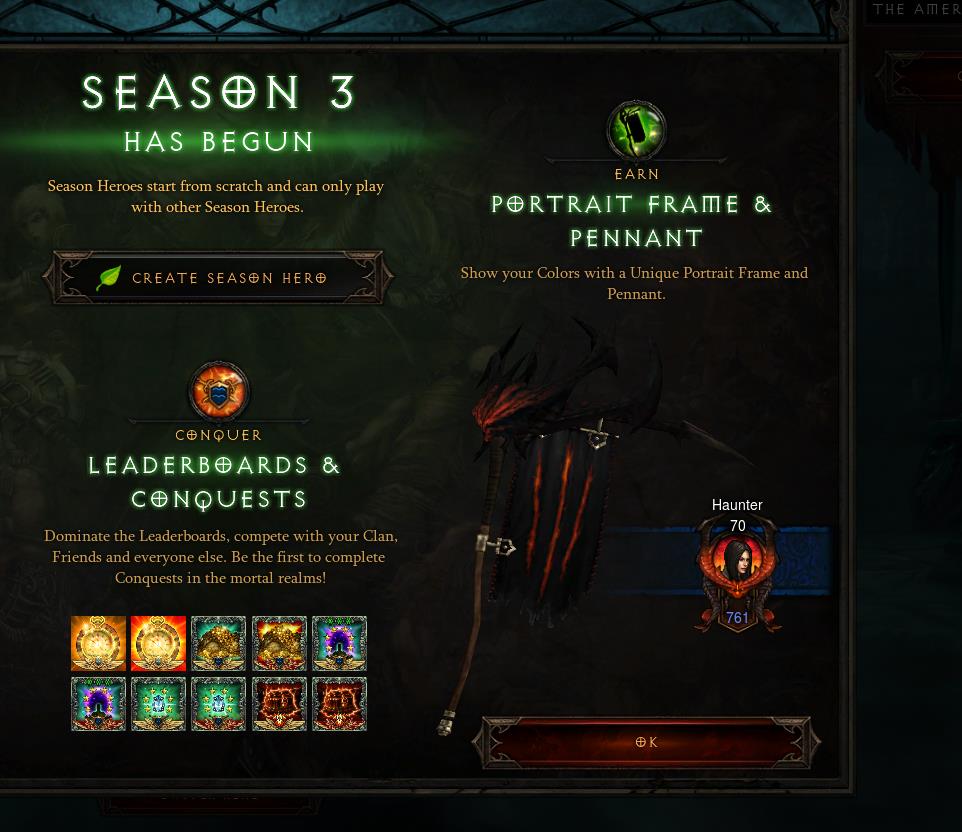 THE AMER
SEASON 3
HAS BEGUN
Season Heroes start from scratch and can only play
with other Season Heroes.
CREATE SEASON HERO
CONQUER
LEADERBOARDS &
CONQUESTS
Dominate the Leaderboards, compete with your Clan,
Friends and everyone else. Be the first to complete
Conquests in the mortal realms!
EARN
PORTRAIT FRAME &
PENNANT
Show your Colors with a Unique Portrait Frame and
Pennant.
Haunter
70
761
OK